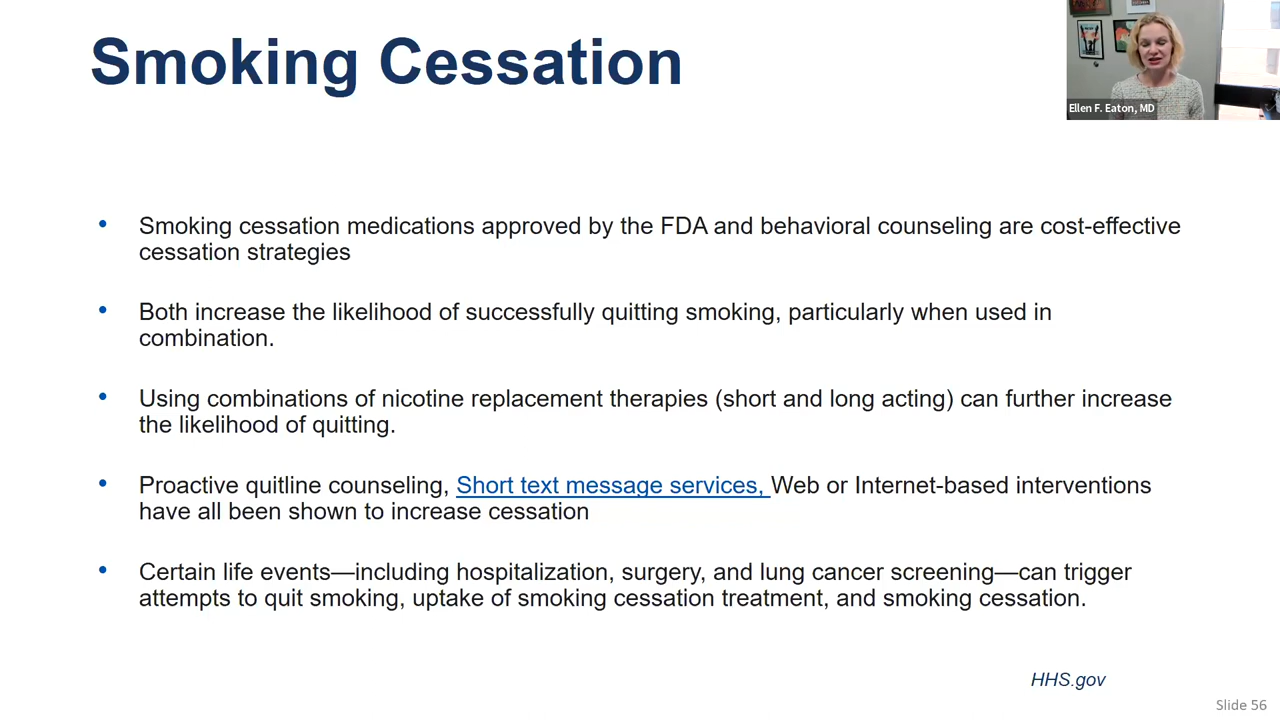 Smoking Cessation
Ellen F. Eaton, MD
• Smoking cessation medications approved by the FDA and behavioral counseling are cost-effective
cessation strategies
• Both increase the likelihood of successfully quitting smoking, particularly when used in
combination.
• Using combinations of nicotine replacement therapies (short and long acting) can further increase
the likelihood of quitting.
• Proactive quitline counseling, Short text message services, Web or Internet-based interventions
have all been shown to increase cessation
• Certain life events—including hospitalization, surgery, and lung cancer screening—can trigger
attempts to quit smoking, uptake of smoking cessation treatment, and smoking cessation.
HHS.gov
Slide 56